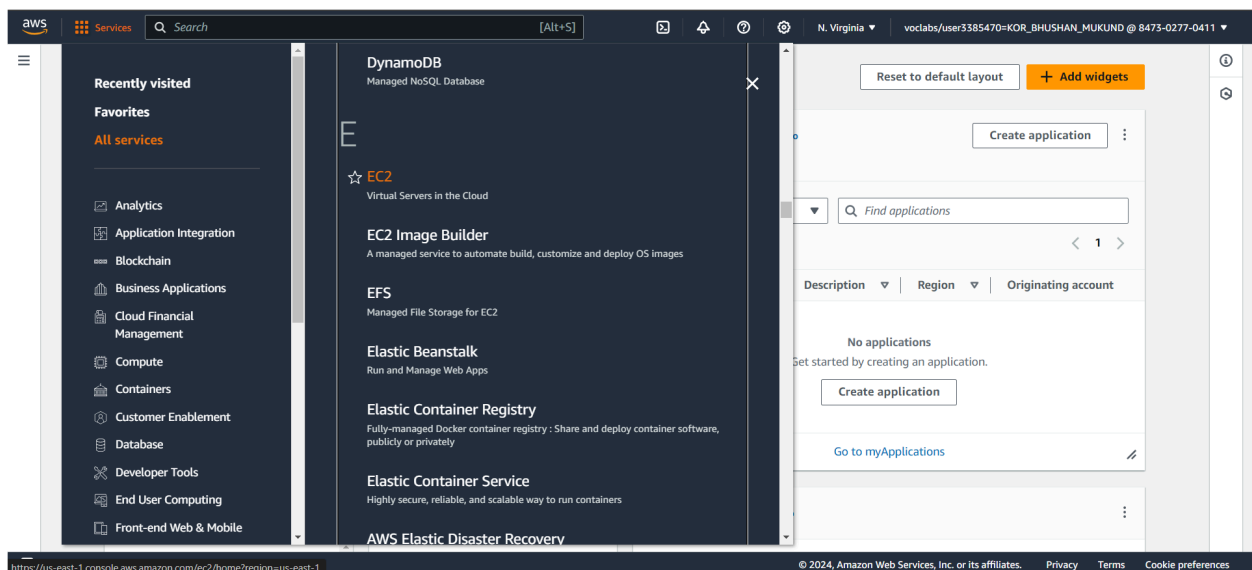 aws
Services
Search
[Alt+S]
N. Virginia
voclabs/user3385470=KOR_BHUSHAN_MUKUND @ 8473-0277-0411
Recently visited
Favorites
All services
Analytics
Application Integration
Blockchain
Business Applications
Cloud Financial
Management
Compute
Containers
Customer Enablement
Database
Developer Tools
End User Computing
Front-end Web & Mobile
DynamoDB
Managed NoSQL Database
E
EC2
Virtual Servers in the Cloud
EC2 Image Builder
A managed service to automate build, customize and deploy OS images
EFS
Managed File Storage for EC2
Elastic Beanstalk
Run and Manage Web Apps
Elastic Container Registry
Fully-managed Docker container registry : Share and deploy container software,
publicly or privately
Elastic Container Service
Highly secure, reliable, and scalable way to run containers
AWS Elastic Disaster Recovery
Reset to default layout
+ Add widgets
o
Create application
Find applications
1
Description
Region
Originating account
No applications
Get started by creating an application.
Create application
Go to myApplications
https://us-east-1.console.aws.amazon.com/ec2/home?region=us-east-1
© 2024, Amazon Web Services, Inc. or its affiliates.
Privacy
Terms
Cookie preferences